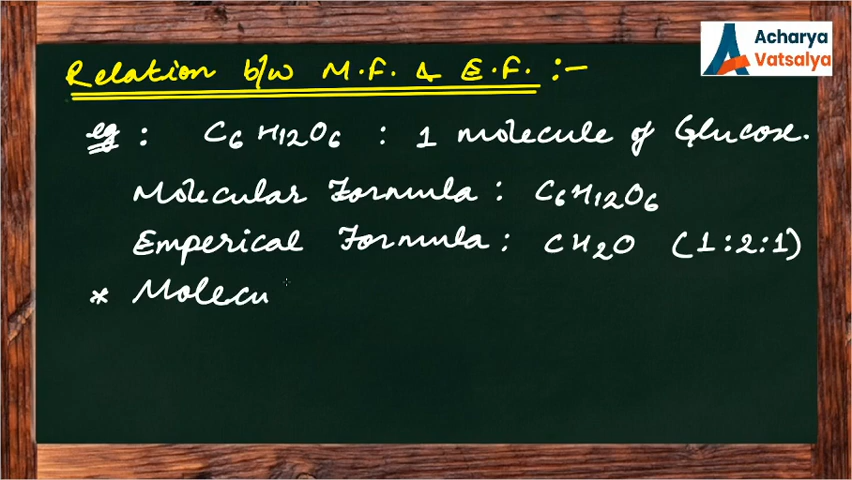 Acharya
Vatsalya
Relation b/w M.F. & E.F. :-
eg : C6H12O6 : 1 molecule of Glucose.
Molecular Formula : C6H12O6
Emperical Formula : CH2O (1:2:1)
* Molecu